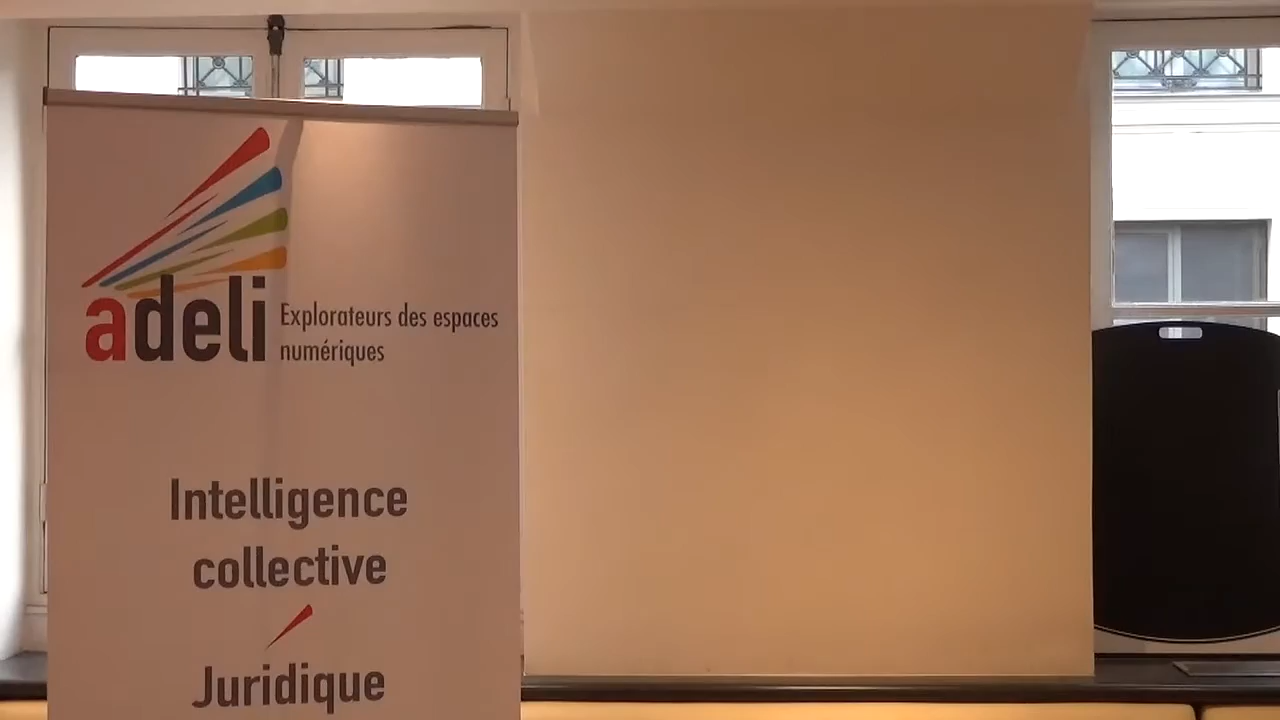 adeli
Explorateurs des espaces
numériques
Intelligence
collective
Juridique